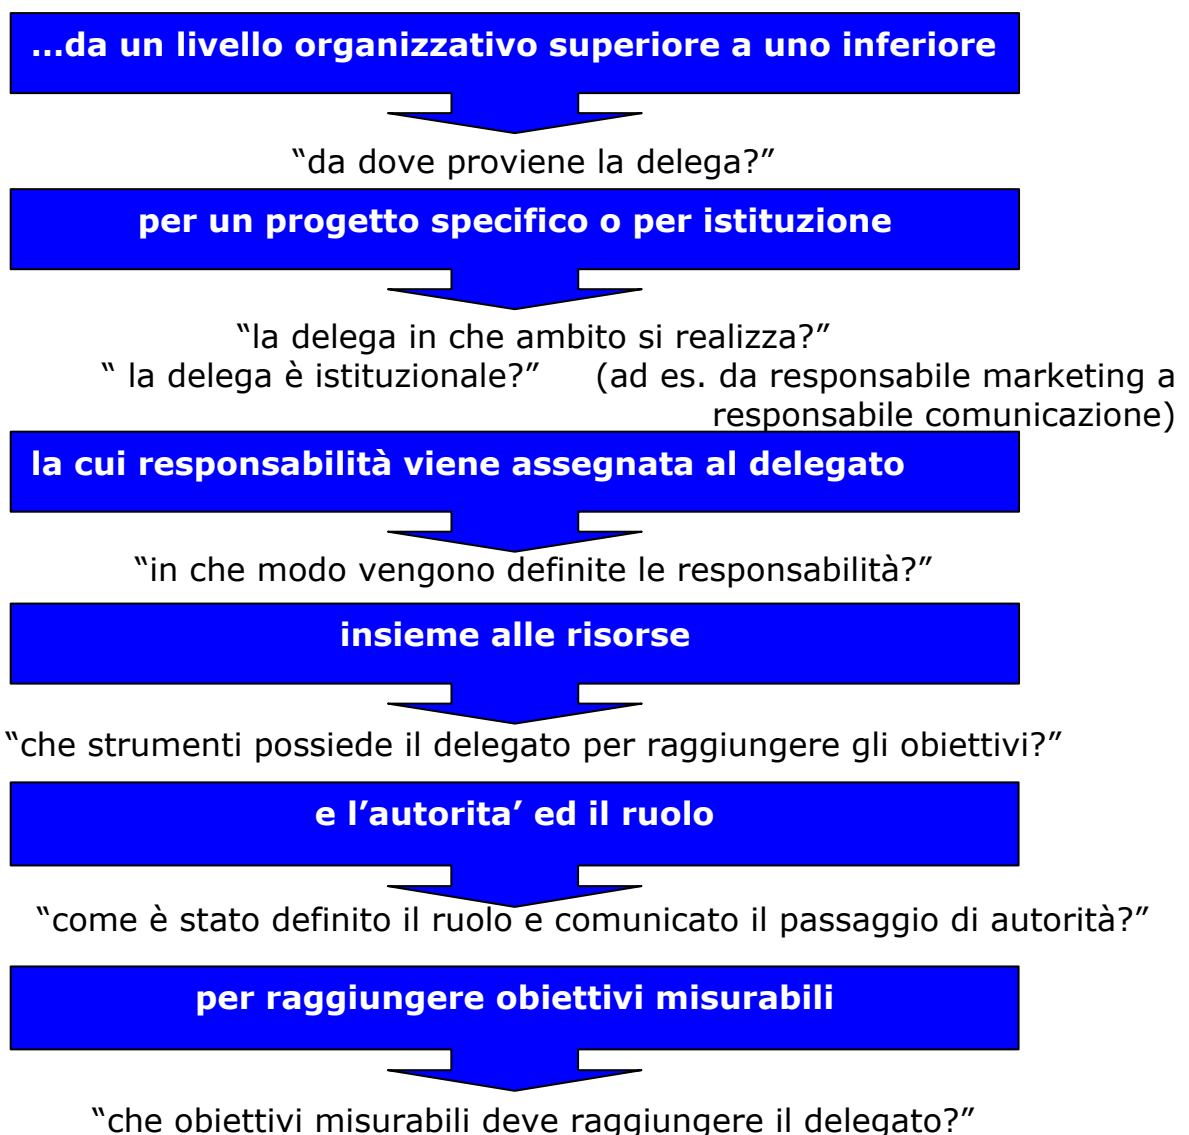 …da un livello organizzativo superiore a uno inferiore
“da dove proviene la delega?”
per un progetto specifico o per istituzione
“la delega in che ambito si realizza?”
“ la delega è istituzionale?” (ad es. da responsabile marketing a
responsabile comunicazione)
la cui responsabilità viene assegnata al delegato
“in che modo vengono definite le responsabilità?”
insieme alle risorse
“che strumenti possiede il delegato per raggiungere gli obiettivi?”
e l’autorita’ ed il ruolo
“come è stato definito il ruolo e comunicato il passaggio di autorità?”
per raggiungere obiettivi misurabili
“che obiettivi misurabili deve raggiungere il delegato?”